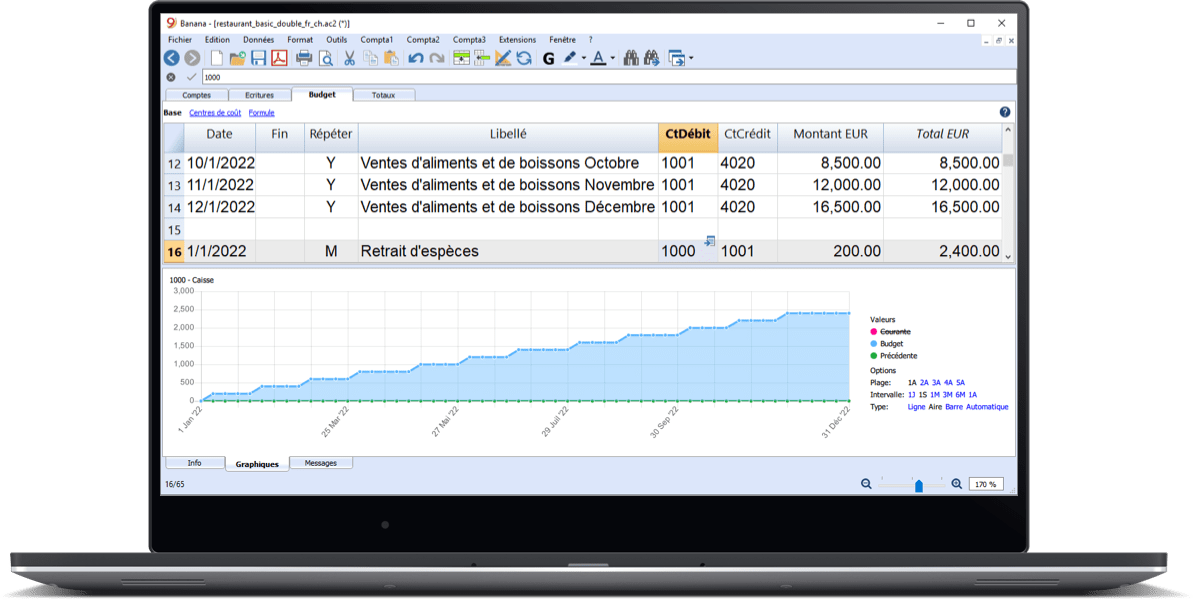 9 Banana - [restaurant_basic_double_fr_ch.ac2 (*)]
Fichier Edition Données Format Outils Compta1 Compta2 Compta3 Extensions Fenêtre ?
G A
1000
Comptes Ecritures Budget Totaux
Base Centres de coût Formule ?
Date Fin Répéter Libellé CtDébit CtCrédit Montant EUR Total EUR
12 10/1/2022 Y Ventes d'aliments et de boissons Octobre 1001 4020 8,500.00 8,500.00
13 11/1/2022 Y Ventes d'aliments et de boissons Novembre 1001 4020 12,000.00 12,000.00
14 12/1/2022 Y Ventes d'aliments et de boissons Décembre 1001 4020 16,500.00 16,500.00
15
16 1/1/2022 M Retrait d'espèces 1000 1001 200.00 2,400.00
1000 - Caisse
3,000
2,500
2,000
1,500
1,000
500
0
1 Jan '22 25 Mar '22 27 Mai '22 29 Juil '22 30 Sep '22 31 Déc '22
Valeurs
Courante
Budget
Précédente
Options
Plage: 1A 2A 3A 4A 5A
Intervalle: 1J 1S 1M 3M 6M 1A
Type: Ligne Aire Barre Automatique
Info Graphiques Messages
16/65 170 %